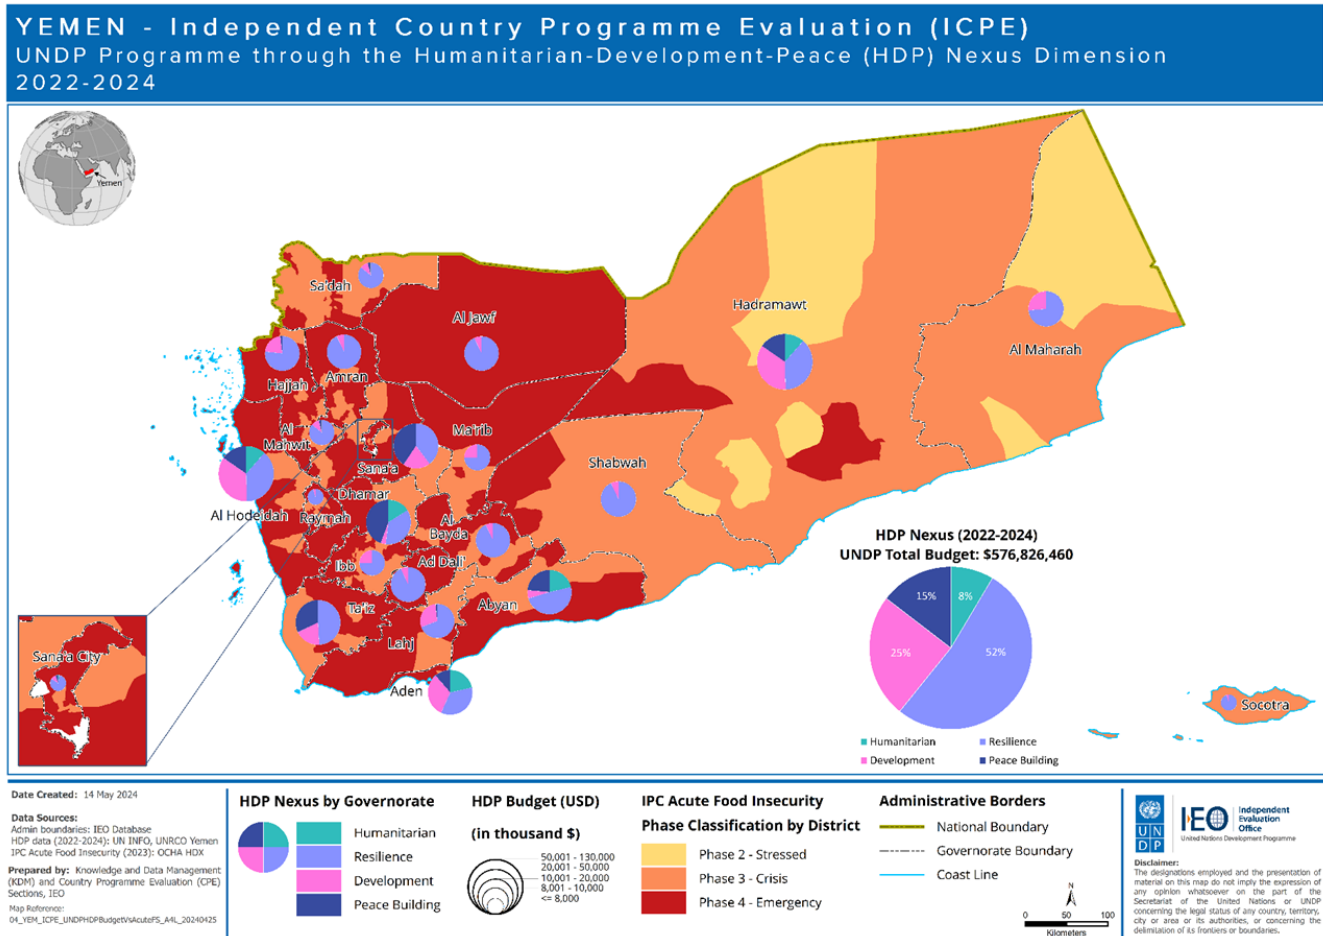 YEMEN - Independent Country Programme Evaluation (ICPE)
UNDP Programme through the Humanitarian-Development-Peace (HDP) Nexus Dimension
2022-2024
Yemen
Sa'dah
Al Jawf
Hadramawt
Al Maharah
Hajjah
Amran
Al
Mahwit
Sana'a
Ma'rib
Shabwah
Dhamar
Al Hodeidah
Raymah
Al
Bayda
Ibb
Ad Dali'
Ta'iz
Abyan
Lahj
Aden
Sana'a City
Socotra
HDP Nexus (2022-2024)
UNDP Total Budget: $576,826,460
15%
8%
25%
52%
Humanitarian
Resilience
Development
Peace Building
Date Created: 14 May 2024
Data Sources:
Admin boundaries: IEO Database
HDP data (2022-2024): UN INFO, UNRCO Yemen
IPC Acute Food Insecurity (2023): OCHA HDX
Prepared by: Knowledge and Data Management
(KDM) and Country Programme Evaluation (CPE)
Sections, IEO
Map Reference:
04_YEM_ICPE_UNDPHDPBudgetVsAcuteFS_A4L_20240425
HDP Nexus by Governorate
Humanitarian
Resilience
Development
Peace Building
HDP Budget (USD)
(in thousand $)
50,001 - 130,000
20,001 - 50,000
10,001 - 20,000
8,001 - 10,000
<= 8,000
IPC Acute Food Insecurity
Phase Classification by District
Phase 2 - Stressed
Phase 3 - Crisis
Phase 4 - Emergency
Administrative Borders
National Boundary
Governorate Boundary
Coast Line
N
0 50 100
Kilometers
U N
D P
IEO
Independent
Evaluation
Office
United Nations Development Programme
Disclaimer:
The designations employed and the presentation of
material on this map do not imply the expression of
any opinion whatsoever on the part of the
Secretariat of the United Nations or UNDP
concerning the legal status of any country, territory,
city or area or its authorities, or concerning the
delimitation of its frontiers or boundaries.